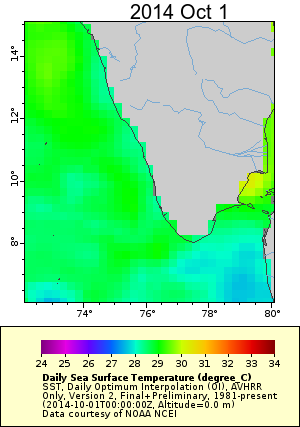 2014 Oct 1
14°
12°
10°
8°
74° 76° 78° 80°
24 25 26 27 28 29 30 31 32 33 34
Daily Sea Surface Temperature (degree_C)
SST, Daily Optimum Interpolation (OI), AVHRR
Only, Version 2, Final+Preliminary, 1981-present
(2014-10-01T00:00:00Z, Altitude=0.0 m)
Data courtesy of NOAA NCEI